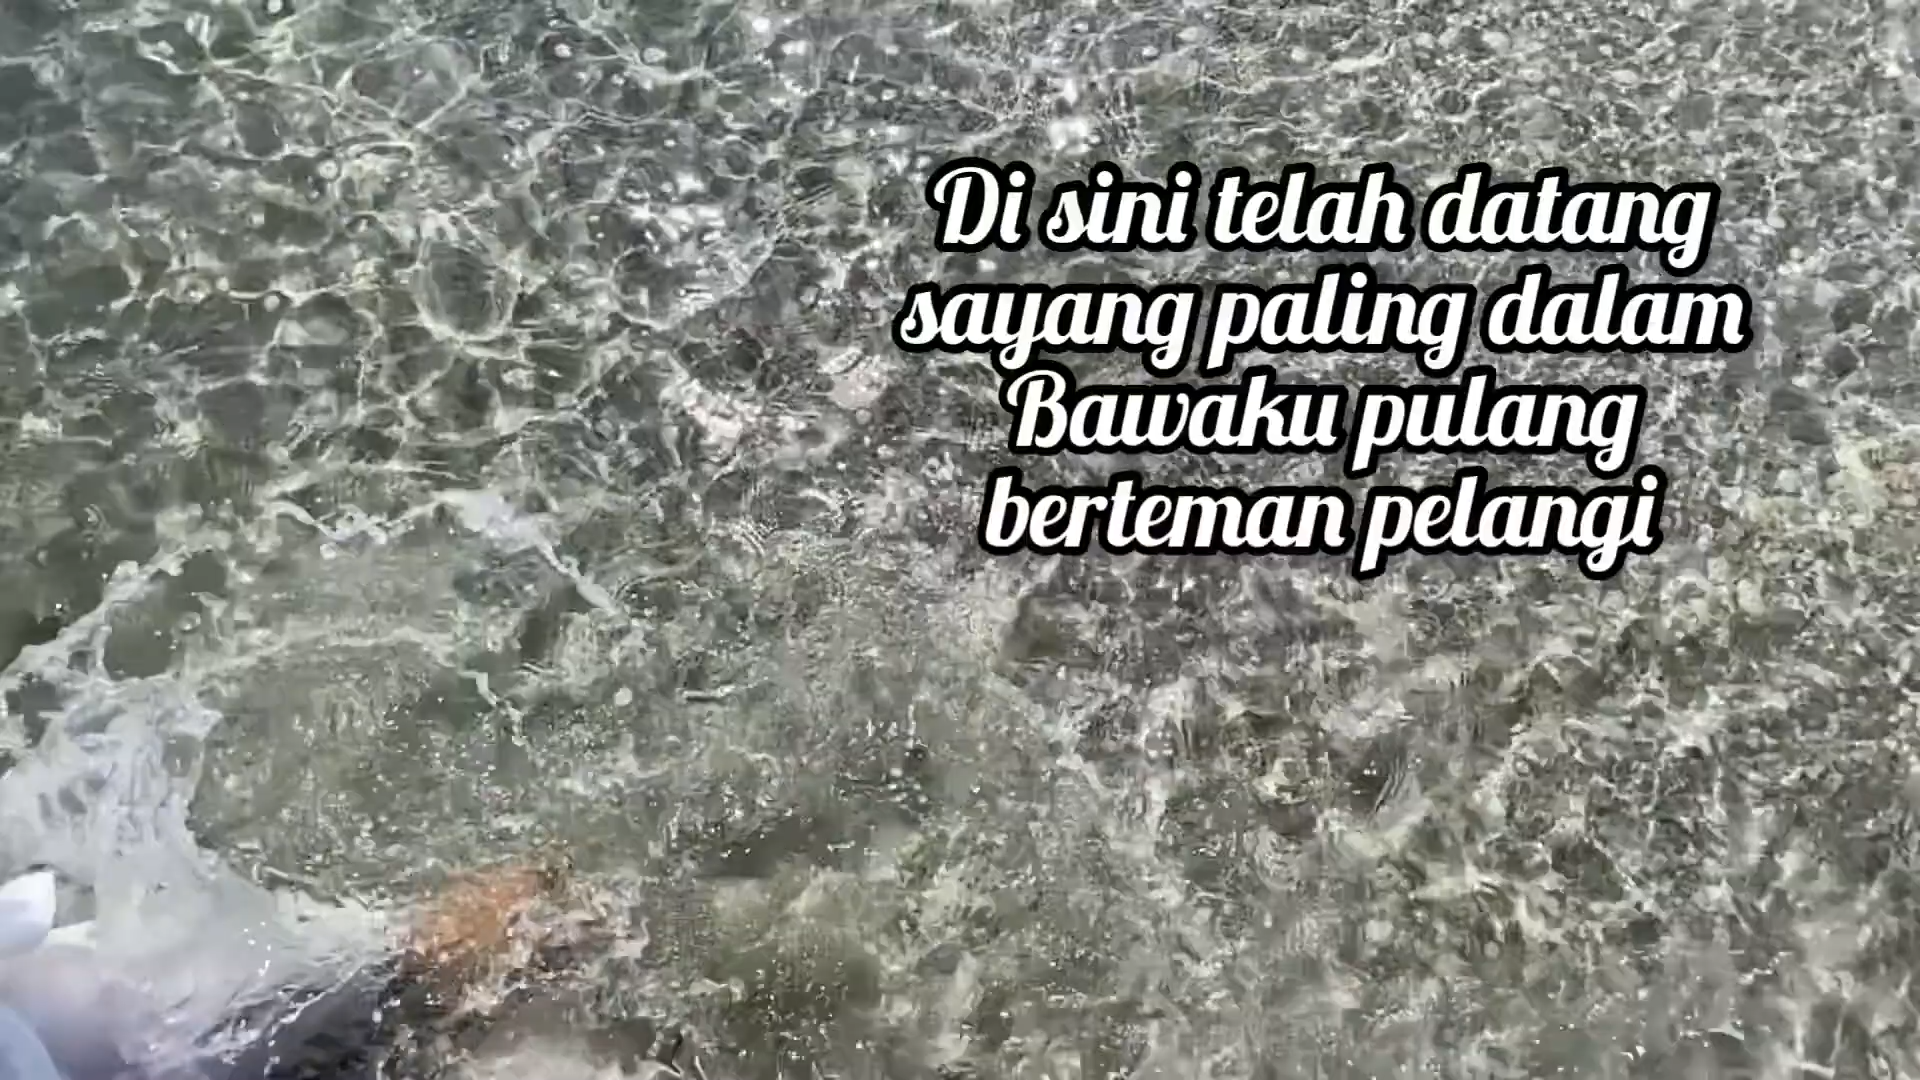 Di sini telah datang
sayang paling dalam
Bawaku pulang
berteman pelangi